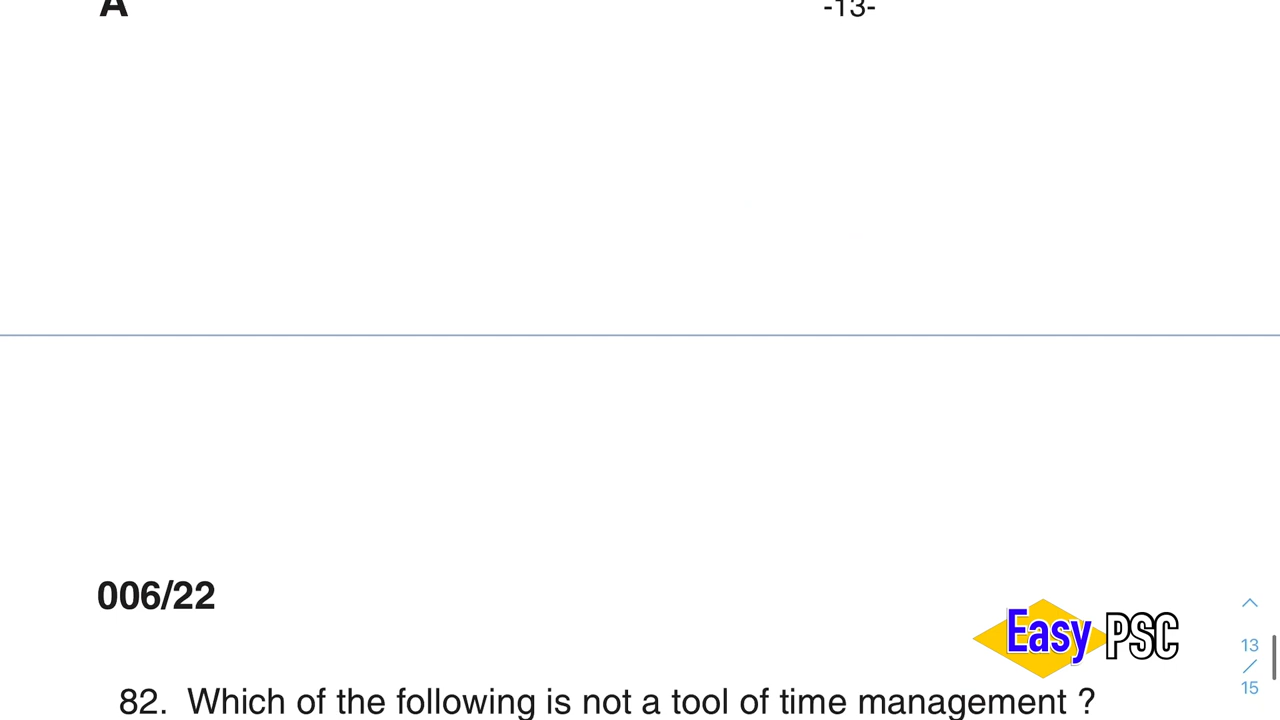 A
-13-
006/22
Easy PSC
13
/
15
82. Which of the following is not a tool of time management ?